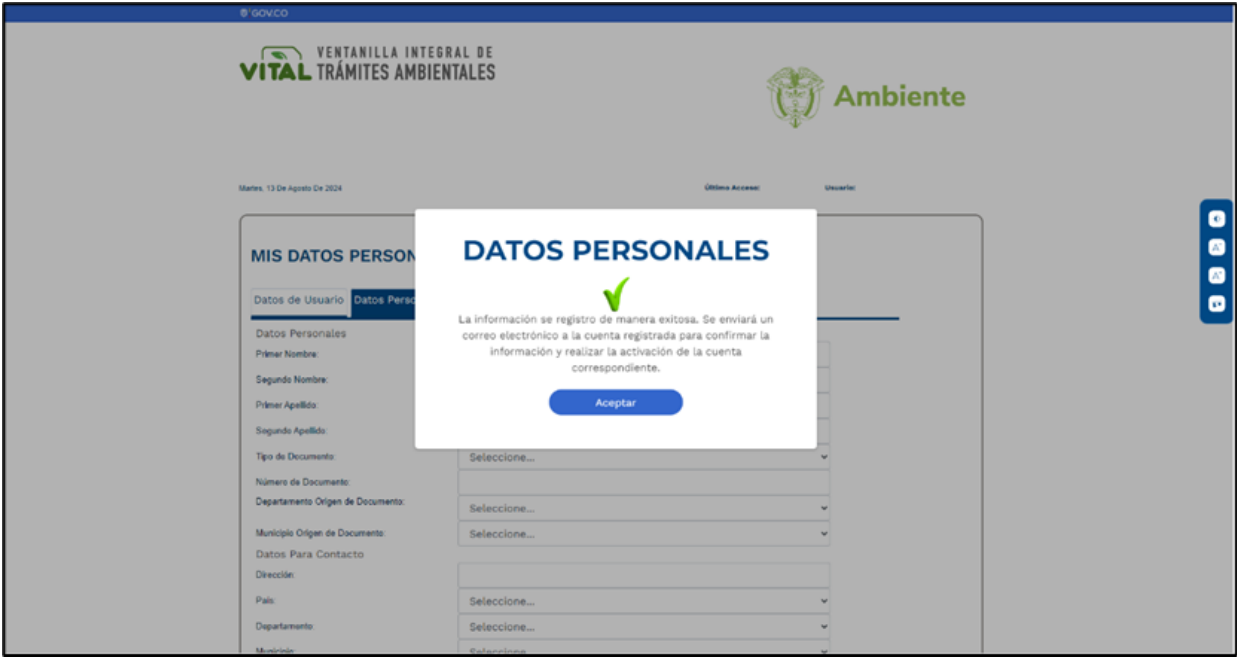 GOV.CO
VENTANILLA INTEGRAL DE
VITAL TRÁMITES AMBIENTALES
Ambiente
Martes, 13 De Agosto De 2024
Último Acceso:
Usuario:
MIS DATOS PERSON
Datos de Usuario
Datos Perso
DATOS PERSONALES
La información se registro de manera exitosa. Se enviará un
correo electrónico a la cuenta registrada para confirmar la
información y realizar la activación de la cuenta
correspondiente.
Aceptar
Datos Personales
Primer Nombre:
Segundo Nombre:
Primer Apellido:
Segundo Apellido:
Tipo de Documento:
Seleccione...
Número de Documento:
Departamento Origen de Documento:
Seleccione...
Municipio Origen de Documento:
Seleccione...
Datos Para Contacto
Dirección:
País:
Seleccione...
Departamento:
Seleccione...
Municipio:
Seleccione